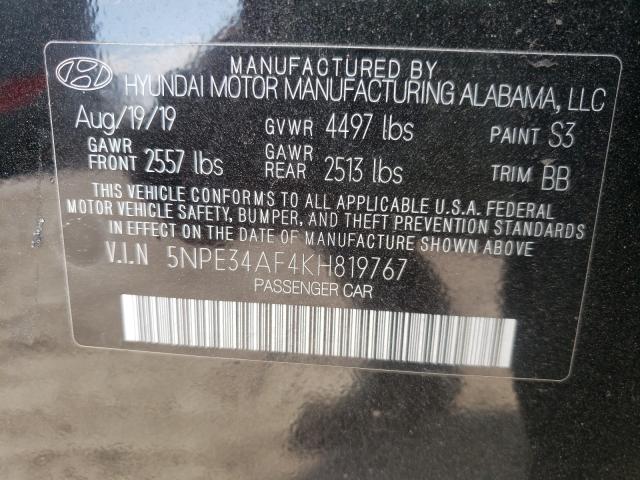 MANUFACTURED BY
HYUNDAI MOTOR MANUFACTURING ALABAMA, LLC
Aug/19/19 GVWR 4497 lbs PAINT S3
GAWR FRONT 2557 lbs GAWR REAR 2513 lbs TRIM BB
THIS VEHICLE CONFORMS TO ALL APPLICABLE U.S.A. FEDERAL
MOTOR VEHICLE SAFETY, BUMPER, AND THEFT PREVENTION STANDARDS
IN EFFECT ON THE DATE OF MANUFACTURE SHOWN ABOVE
V.I.N 5NPE34AF4KH819767
PASSENGER CAR